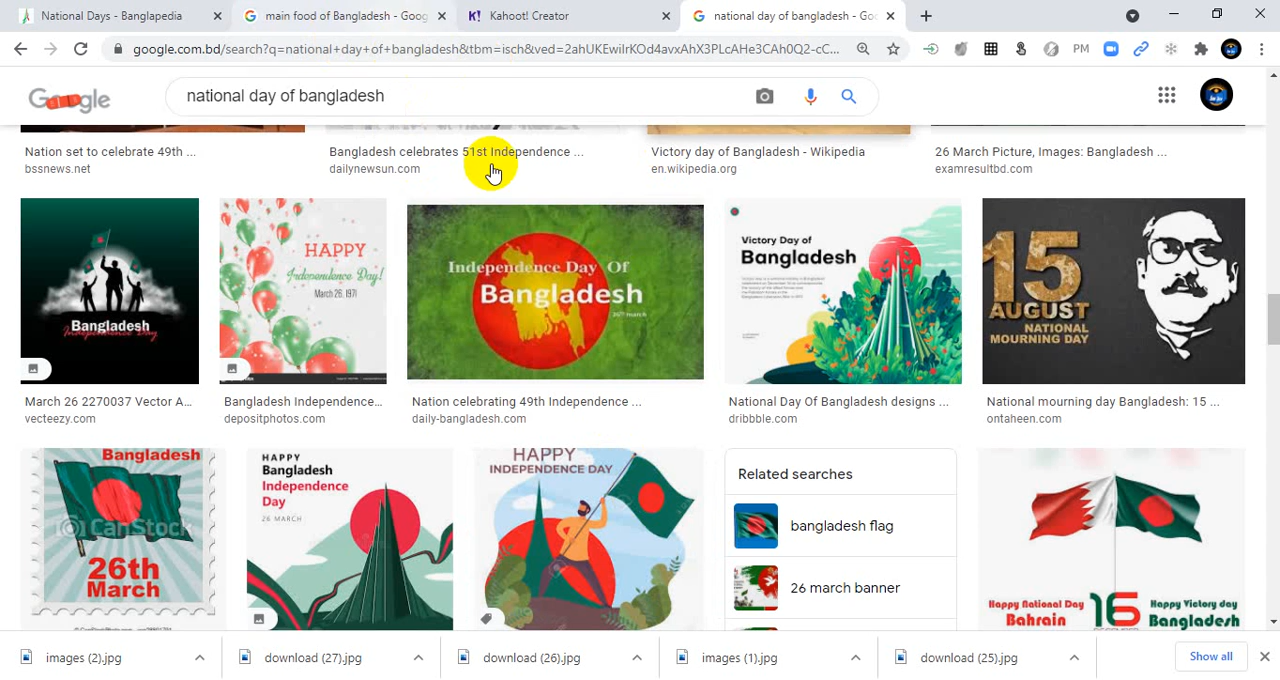 National Days - Banglapedia
main food of Bangladesh - Goog
Kahoot! Creator
national day of bangladesh - Goo
google.com.bd/search?q=national+day+of+bangladesh&tbm=isch&ved=2ahUKEwiIrKOd4avxAhX3PLcAHe3CAh0Q2-cC...
PM
Google
national day of bangladesh
Nation set to celebrate 49th ...
bssnews.net
Bangladesh celebrates 51st Independence ...
dailynewsun.com
Victory day of Bangladesh - Wikipedia
en.wikipedia.org
26 March Picture, Images: Bangladesh ...
examresultbd.com
Bangladesh
Independence Day
HAPPY
Independence Day!
March 26, 1971
Independence Day Of
Bangladesh
26th march
Victory Day of
Bangladesh
15
AUGUST
NATIONAL
MOURNING DAY
March 26 2270037 Vector A...
vecteezy.com
Bangladesh Independence...
depositphotos.com
Nation celebrating 49th Independence ...
daily-bangladesh.com
National Day Of Bangladesh designs ...
dribbble.com
National mourning day Bangladesh: 15 ...
ontaheen.com
Bangladesh
CanStock
26th
March
HAPPY
Bangladesh
Independence
Day
26 MARCH
HAPPY
INDEPENDENCE DAY
Related searches
bangladesh flag
26 march banner
Happy National Day
Bahrain
16
Happy Victory day
Bangladesh
images (2).jpg
download (27).jpg
download (26).jpg
images (1).jpg
download (25).jpg
Show all